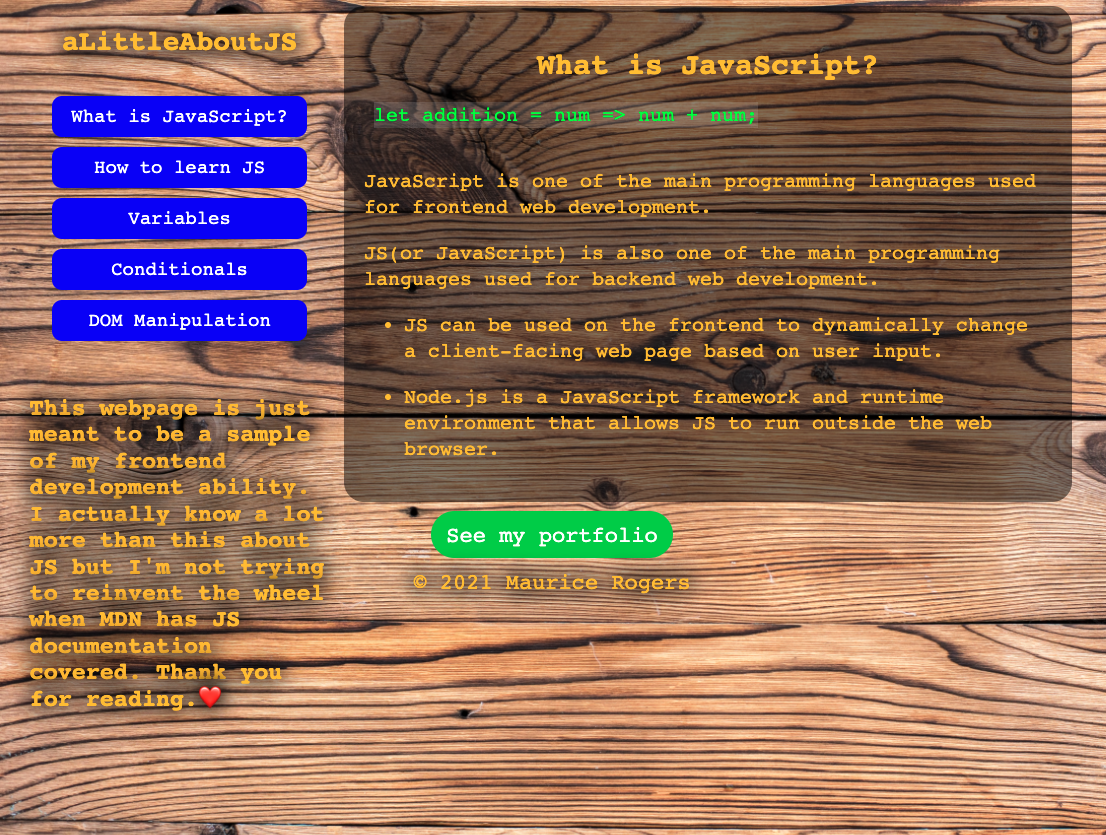 aLittleAboutJS
What is JavaScript?
How to learn JS
Variables
Conditionals
DOM Manipulation
This webpage is just
meant to be a sample
of my frontend
development ability.
I actually know a lot
more than this about
JS but I'm not trying
to reinvent the wheel
when MDN has JS
documentation
covered. Thank you
for reading.❤️
What is JavaScript?
let addition = num => num + num;
JavaScript is one of the main programming languages used
for frontend web development.
JS(or JavaScript) is also one of the main programming
languages used for backend web development.
• JS can be used on the frontend to dynamically change
a client-facing web page based on user input.
• Node.js is a JavaScript framework and runtime
environment that allows JS to run outside the web
browser.
See my portfolio
© 2021 Maurice Rogers